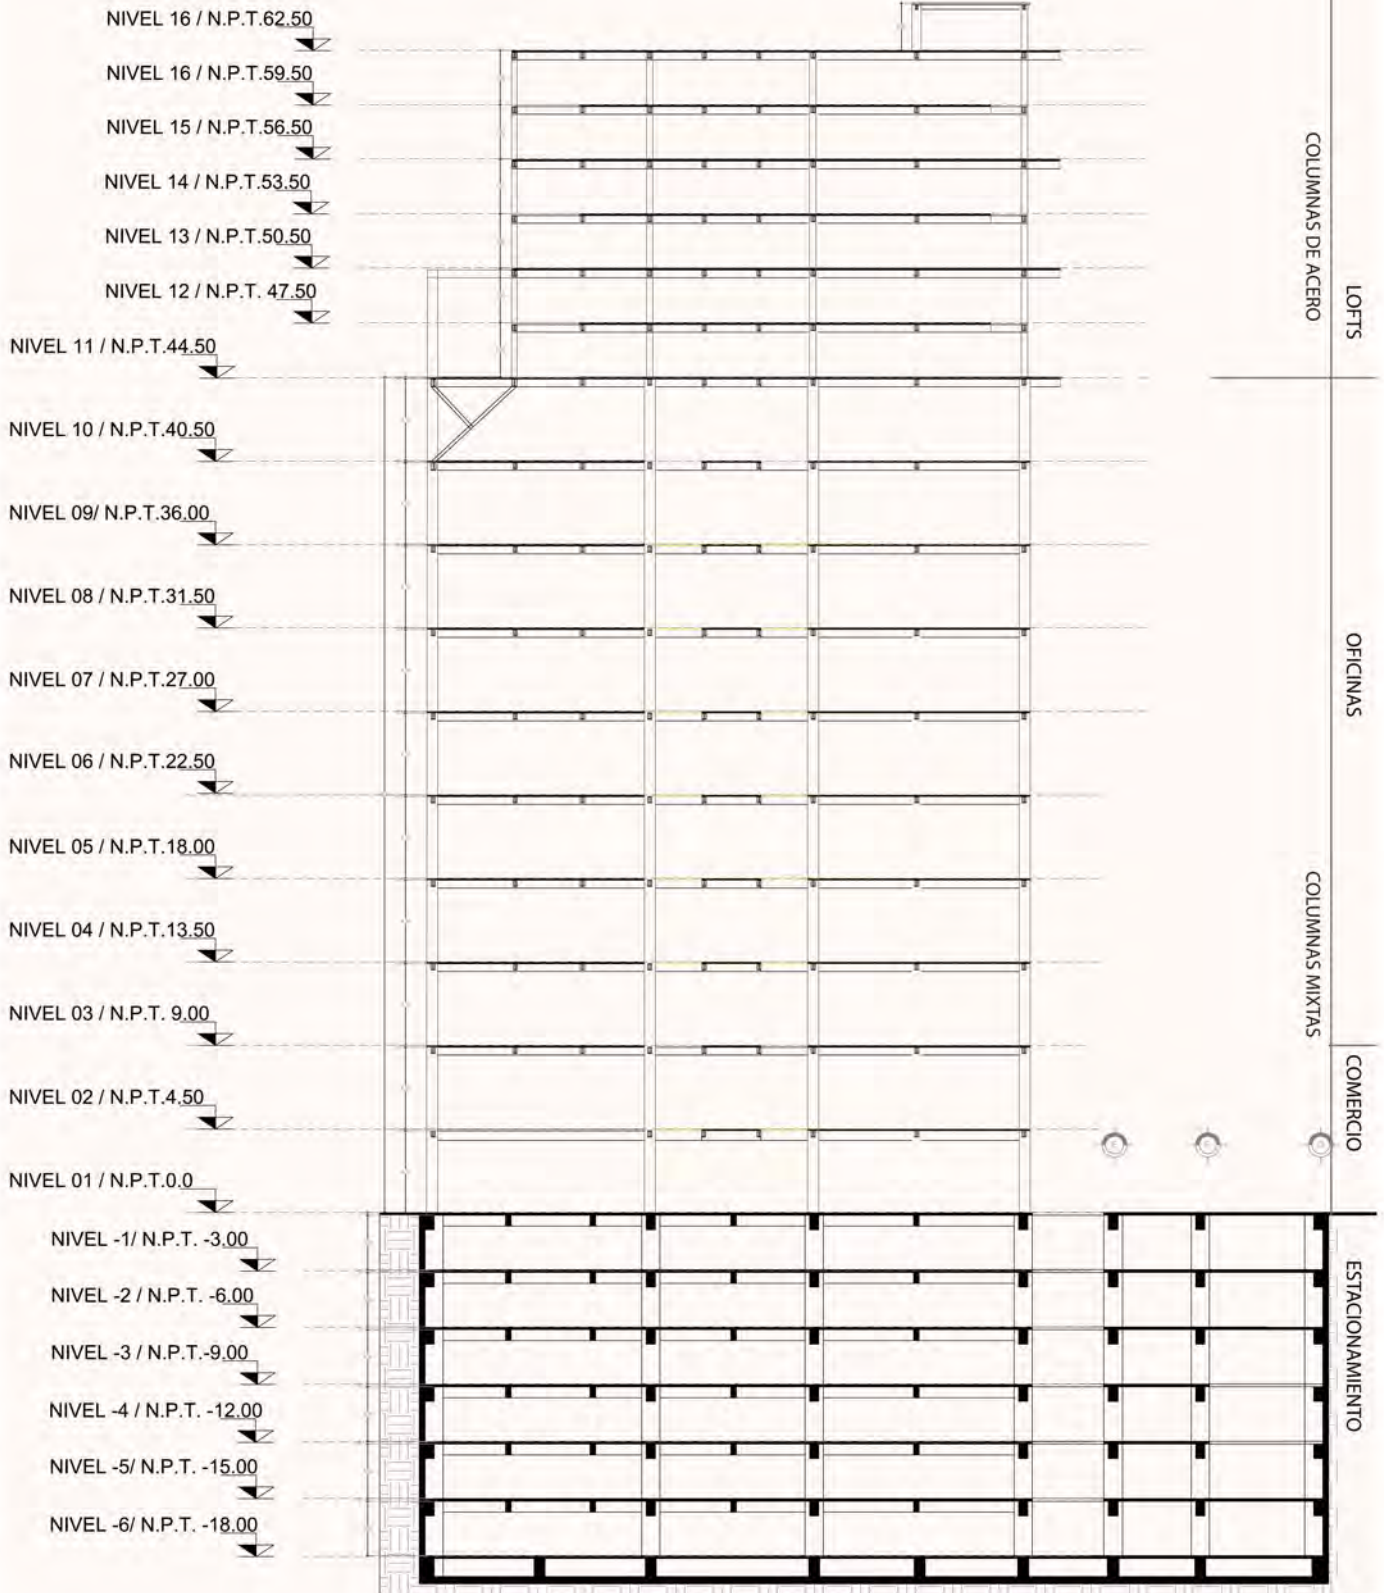 NIVEL 16 / N.P.T.62.50
NIVEL 16 / N.P.T.59.50
NIVEL 15 / N.P.T.56.50
NIVEL 14 / N.P.T.53.50
NIVEL 13 / N.P.T.50.50
NIVEL 12 / N.P.T. 47.50
NIVEL 11 / N.P.T.44.50
NIVEL 10 / N.P.T.40.50
NIVEL 09/ N.P.T.36.00
NIVEL 08 / N.P.T.31.50
NIVEL 07 / N.P.T.27.00
NIVEL 06 / N.P.T.22.50
NIVEL 05 / N.P.T.18.00
NIVEL 04 / N.P.T.13.50
NIVEL 03 / N.P.T. 9.00
NIVEL 02 / N.P.T.4.50
NIVEL 01 / N.P.T.0.0
NIVEL -1/ N.P.T. -3.00
NIVEL -2 / N.P.T. -6.00
NIVEL -3 / N.P.T.-9.00
NIVEL -4 / N.P.T. -12.00
NIVEL -5/ N.P.T. -15.00
NIVEL -6/ N.P.T. -18.00
COLUMNAS DE ACERO
LOFTS
OFICINAS
COLUMNAS MIXTAS
COMERCIO
ESTACIONAMIENTO